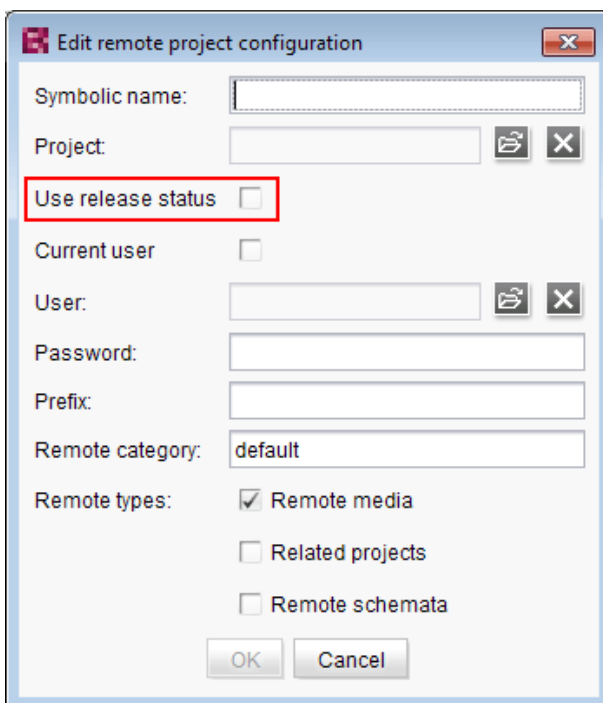 Edit remote project configuration
Symbolic name:
Project:
Use release status
Current user
User:
Password:
Prefix:
Remote category: default
Remote types: Remote media
Related projects
Remote schemata
OK Cancel